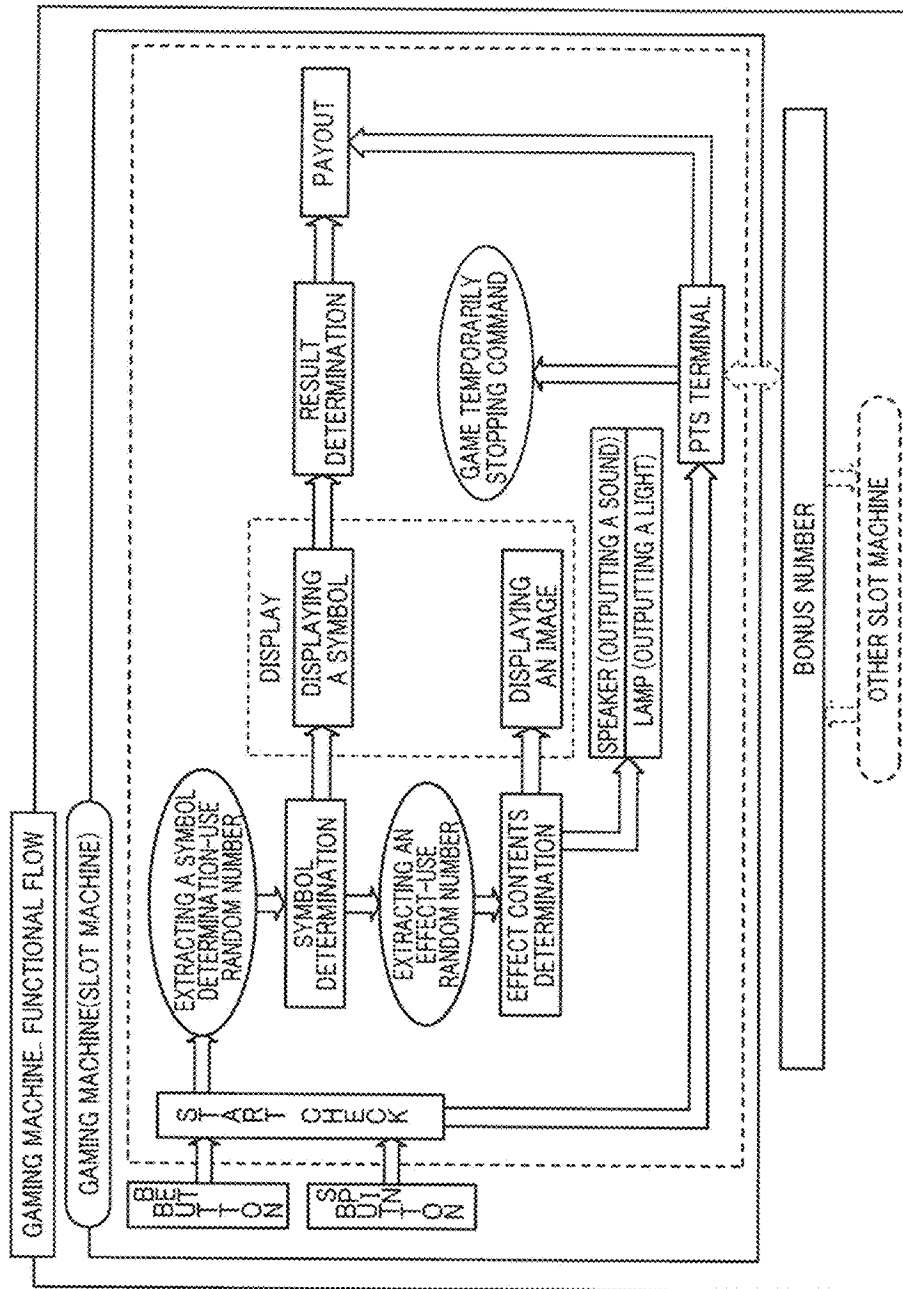 GAMING MACHINE. FUNCTIONAL FLOW
GAMING MACHINE(SLOT MACHINE)
BET
BUTTON
SPIN
BUTTON
START CHECK
EXTRACTING A SYMBOL
DETERMINATION-USE
RANDOM NUMBER
SYMBOL
DETERMINATION
EXTRACTING AN
EFFECT-USE
RANDOM NUMBER
EFFECT CONTENTS
DETERMINATION
DISPLAY
DISPLAYING
A SYMBOL
DISPLAYING
AN IMAGE
SPEAKER (OUTPUTTING A SOUND)
LAMP (OUTPUTTING A LIGHT)
RESULT
DETERMINATION
PAYOUT
GAME TEMPORARILY
STOPPING COMMAND
PTS TERMINAL
BONUS NUMBER
OTHER SLOT MACHINE